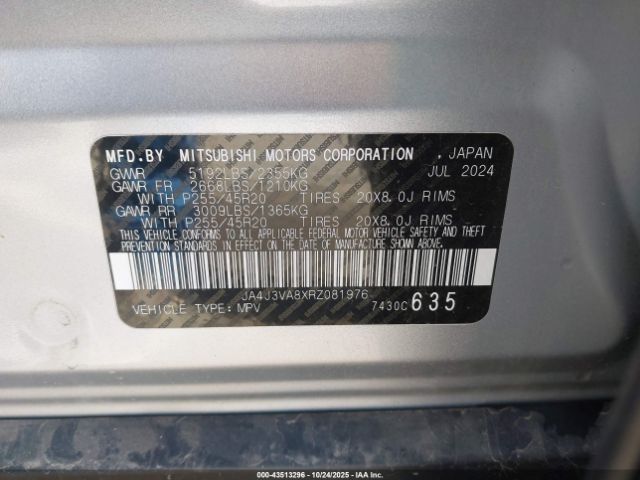 MFD.BY MITSUBISHI MOTORS CORPORATION , JAPAN
GVWR 5192LBS/2355KG JUL 2024
GAWR FR 2668LBS/1210KG
WITH P255/45R20 TIRES 20X8.0J RIMS
GAWR RR 3009LBS/1365KG
WITH P255/45R20 TIRES 20X8.0J RIMS
THIS VEHICLE CONFORMS TO ALL APPLICABLE FEDERAL MOTOR VEHICLE SAFETY AND THEFT
PREVENTION STANDARDS IN EFFECT ON THE DATE OF MANUFACTURE SHOWN ABOVE.
JA4J3VA8XRZ081976
VEHICLE TYPE: MPV 7430C 635
000-43513296 - 10/24/2025 - IAAI